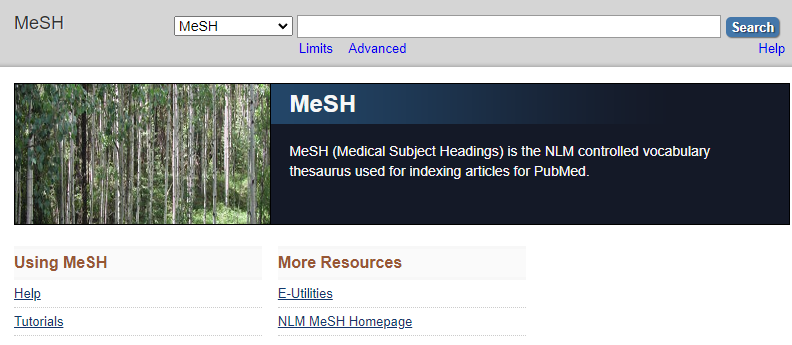 MeSH
MeSH
Search
Limits Advanced Help
MeSH
MeSH (Medical Subject Headings) is the NLM controlled vocabulary
thesaurus used for indexing articles for PubMed.
Using MeSH
Help
Tutorials
More Resources
E-Utilities
NLM MeSH Homepage